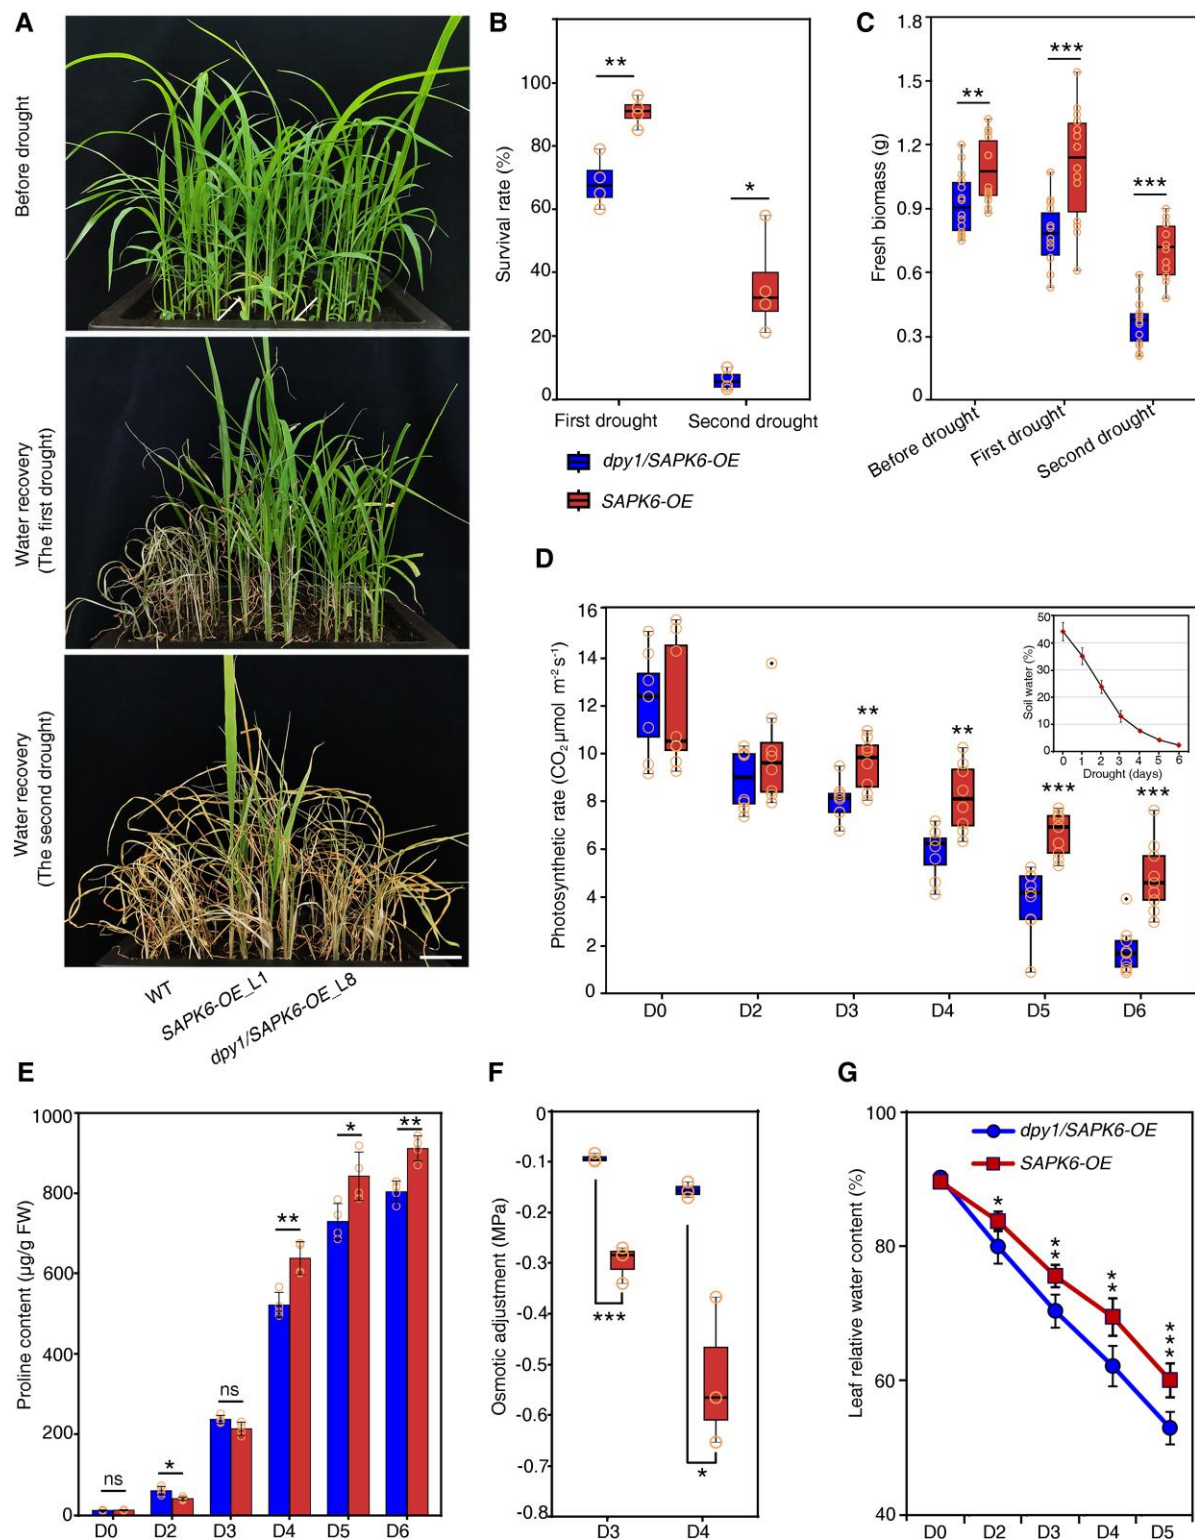 A
Before drought
Water recovery
(The first drought)
Water recovery
(The second drought)
WT
SAPK6-OE_L1
dpy1/SAPK6-OE_L8
B
Survival rate (%)
100
80
60
40
20
0
**
*
First drought
Second drought
dpy1/SAPK6-OE
SAPK6-OE
C
Fresh biomass (g)
1.8
1.5
1.2
0.9
0.6
0.3
0
**
***
***
Before drought
First drought
Second drought
D
Photosynthetic rate (CO₂ μmol m⁻² s⁻¹)
16
14
12
10
8
6
4
2
0
**
**
***
***
D0
D2
D3
D4
D5
D6
Soil water (%)
50
40
30
20
10
0
0 1 2 3 4 5 6
Drought (days)
E
Proline content (μg/g FW)
1000
800
600
400
200
0
ns
*
ns
**
*
**
D0
D2
D3
D4
D5
D6
F
Osmotic adjustment (MPa)
0
-0.1
-0.2
-0.3
-0.4
-0.5
-0.6
-0.7
-0.8
***
*
D3
D4
G
Leaf relative water content (%)
100
80
60
40
dpy1/SAPK6-OE
SAPK6-OE
*
**
**
***
D0
D2
D3
D4
D5